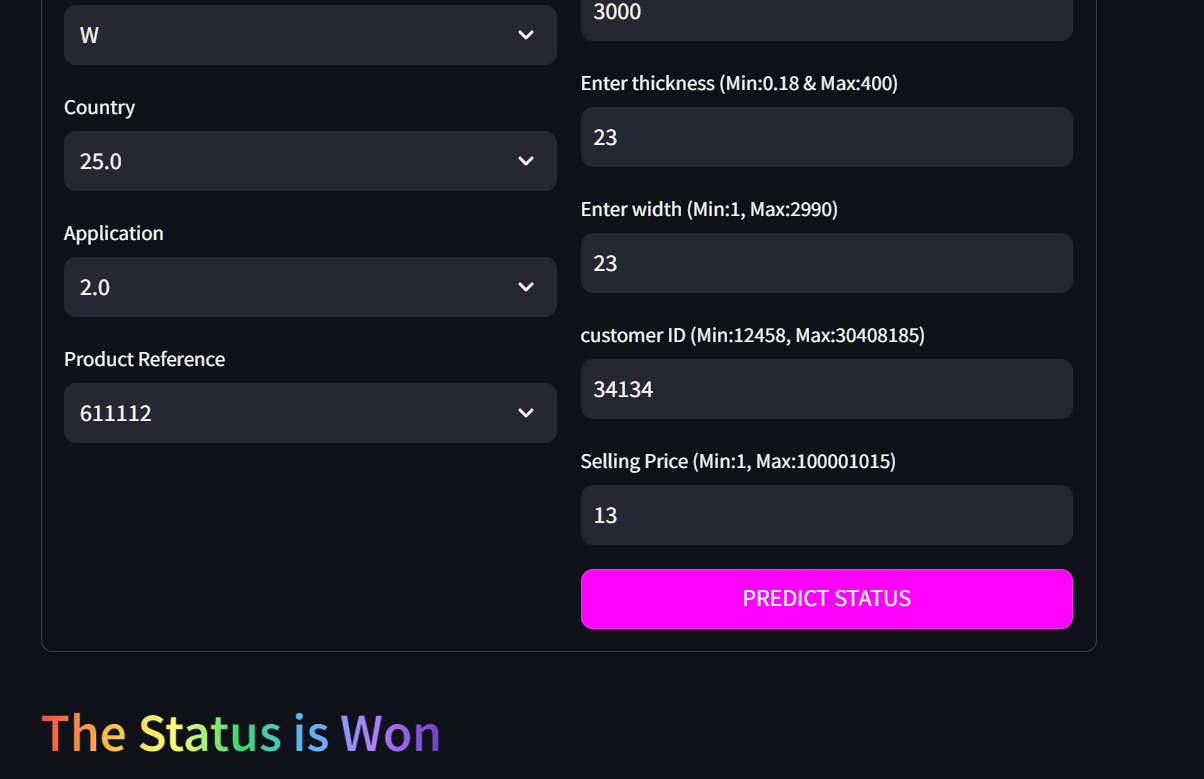 W
Country
25.0
Application
2.0
Product Reference
611112
3000
Enter thickness (Min:0.18 & Max:400)
23
Enter width (Min:1, Max:2990)
23
customer ID (Min:12458, Max:30408185)
34134
Selling Price (Min:1, Max:100001015)
13
PREDICT STATUS
The Status is Won